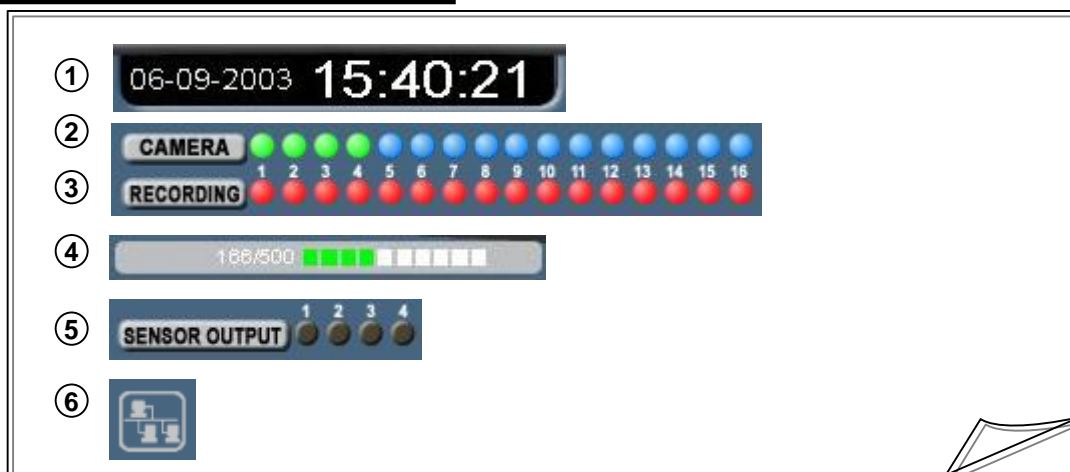 1 06-09-2003 15:40:21
2 CAMERA
1 2 3 4 5 6 7 8 9 10 11 12 13 14 15 16
3 RECORDING
4 166/500
1 2 3 4
5 SENSOR OUTPUT
6